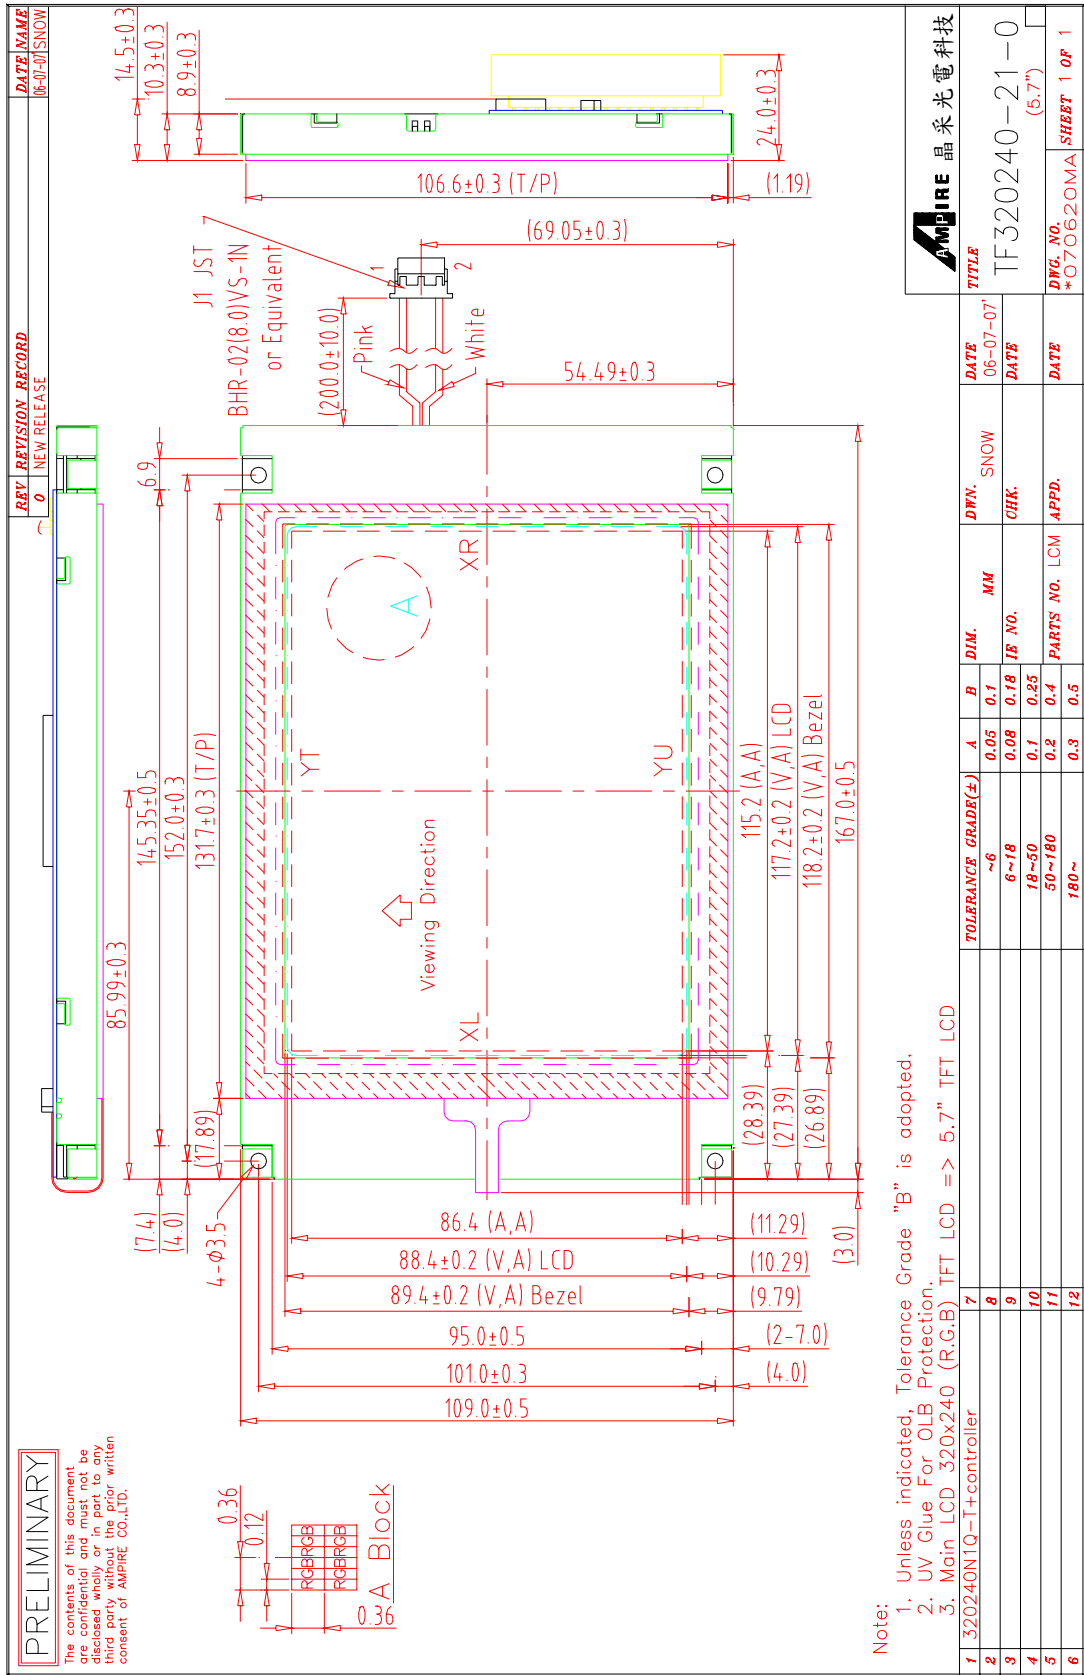 PRELIMINARY
The contents of this document
are confidential and must not be
disclosed wholly or in part to any
third party without the prior written
consent of AMPIRE CO.,LTD.
REV REVISION RECORD DATE NAME
0 NEW RELEASE 06-07-07' SNOW
85.99±0.3
(7.4)
145.35±0.5
6.9
(4.0)
152.0±0.3
(17.89)
131.7±0.3 (T/P)
4-Φ3.5
14.5±0.3
10.3±0.3
8.9±0.3
24.0±0.3
106.6±0.3 (T/P)
(1.19)
(69.05±0.3)
54.49±0.3
J1 JST
BHR-02(8.0)VS-1N
or Equivalent
(200.0±10.0)
Pink
White
1
2
XR
XL
YT
YU
A
Viewing Direction
115.2 (A,A)
117.2±0.2 (V,A) LCD
118.2±0.2 (V,A) Bezel
167.0±0.5
(28.39)
(27.39)
(26.89)
(3.0)
86.4 (A,A)
(11.29)
88.4±0.2 (V,A) LCD
(10.29)
89.4±0.2 (V,A) Bezel
(9.79)
95.0±0.5
(2-7.0)
101.0±0.3
(4.0)
109.0±0.5
0.36
0.12
RGBRGB
RGBRGB
0.36
A Block
Note:
1. Unless indicated, Tolerance Grade "B" is adopted.
2. UV Glue For OLB Protection.
3. Main LCD 320x240 (R.G.B) TFT LCD => 5.7" TFT LCD
1 320240N1Q-T+controller
2
3
4
5
6
7
8
9
10
11
12
TOLERANCE GRADE(±) A B
~6 0.05 0.1
6~18 0.08 0.18
18~50 0.1 0.25
50~180 0.2 0.4
180~ 0.3 0.5
DIM. MM
IE NO.
PARTS NO. LCM
DWN. SNOW
CHK.
APPD.
DATE 06-07-07'
DATE
DATE
AMPIRE 晶采光電科技
TITLE
TF320240-21-0
(5.7")
DWG. NO.
*070620MA
SHEET 1 OF 1